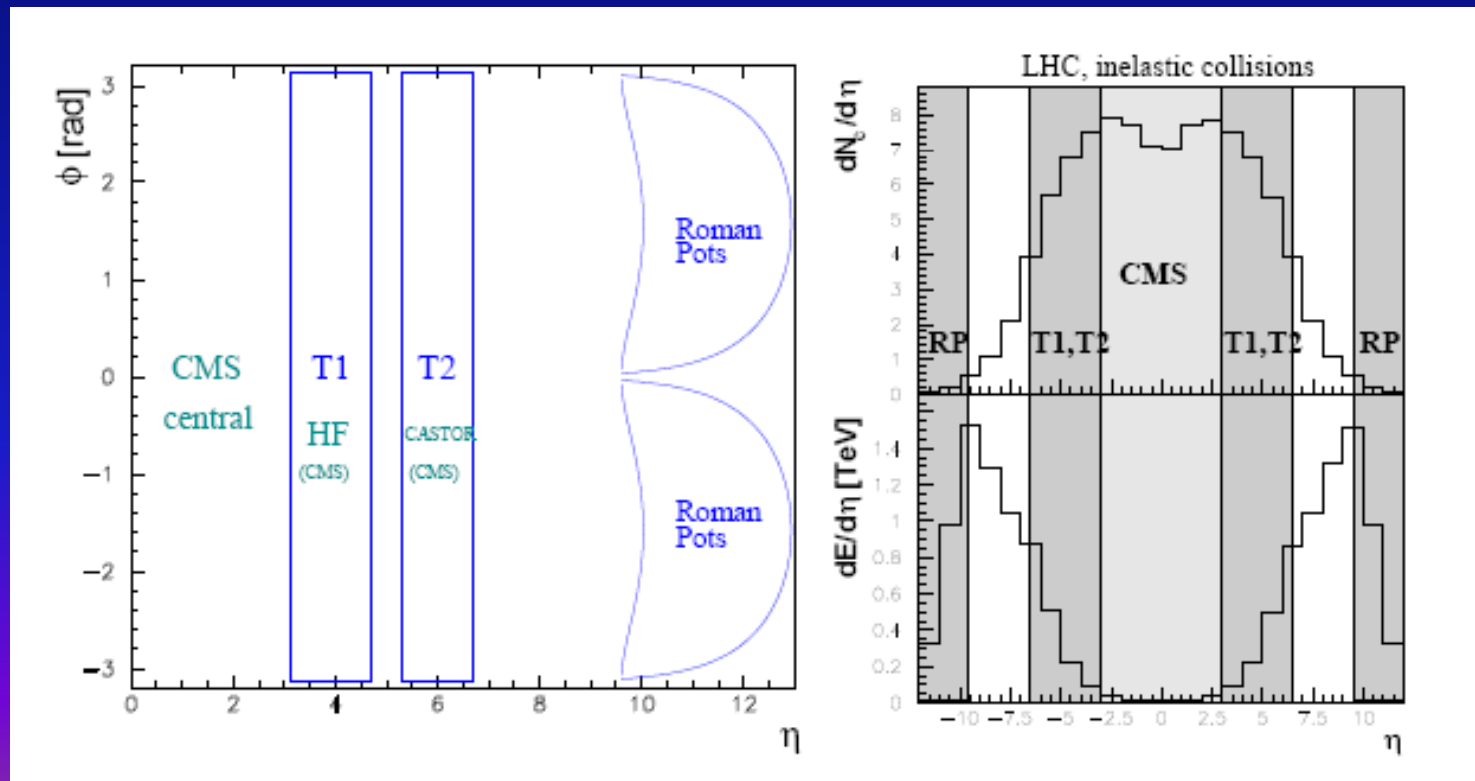 φ [rad]
3
2
1
0
−1
−2
−3
CMS
central
T1
HF
(CMS)
T2
CASTOR
(CMS)
Roman
Pots
Roman
Pots
0 2 4 6 8 10 12
η
LHC, inelastic collisions
dN_c/dη
8
7
6
5
4
3
2
1
0
RP
T1,T2
CMS
T1,T2
RP
dE/dη [TeV]
1.4
1.2
1
0.8
0.6
0.4
0.2
0
−10 −7.5 −5 −2.5 0 2.5 5 7.5 10
η